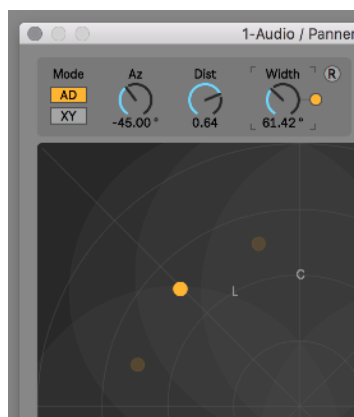 1-Audio / Panner
Mode Az Dist Width R
AD
XY
-45.00 ° 0.64 61.42 °
C
L